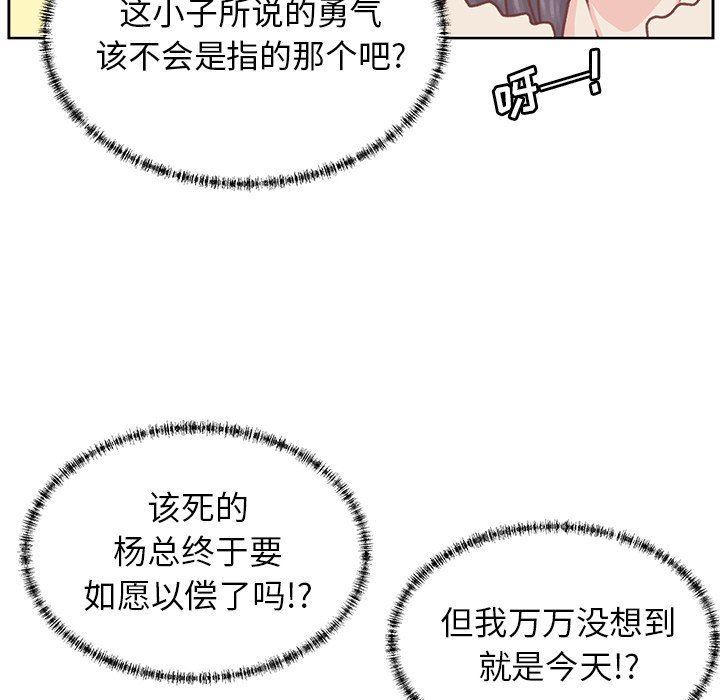 这小子所说的勇气
该不会是指的那个吧?
呀——!
该死的
杨总终于要
如愿以偿了吗!?
但我万万没想到
就是今天!?